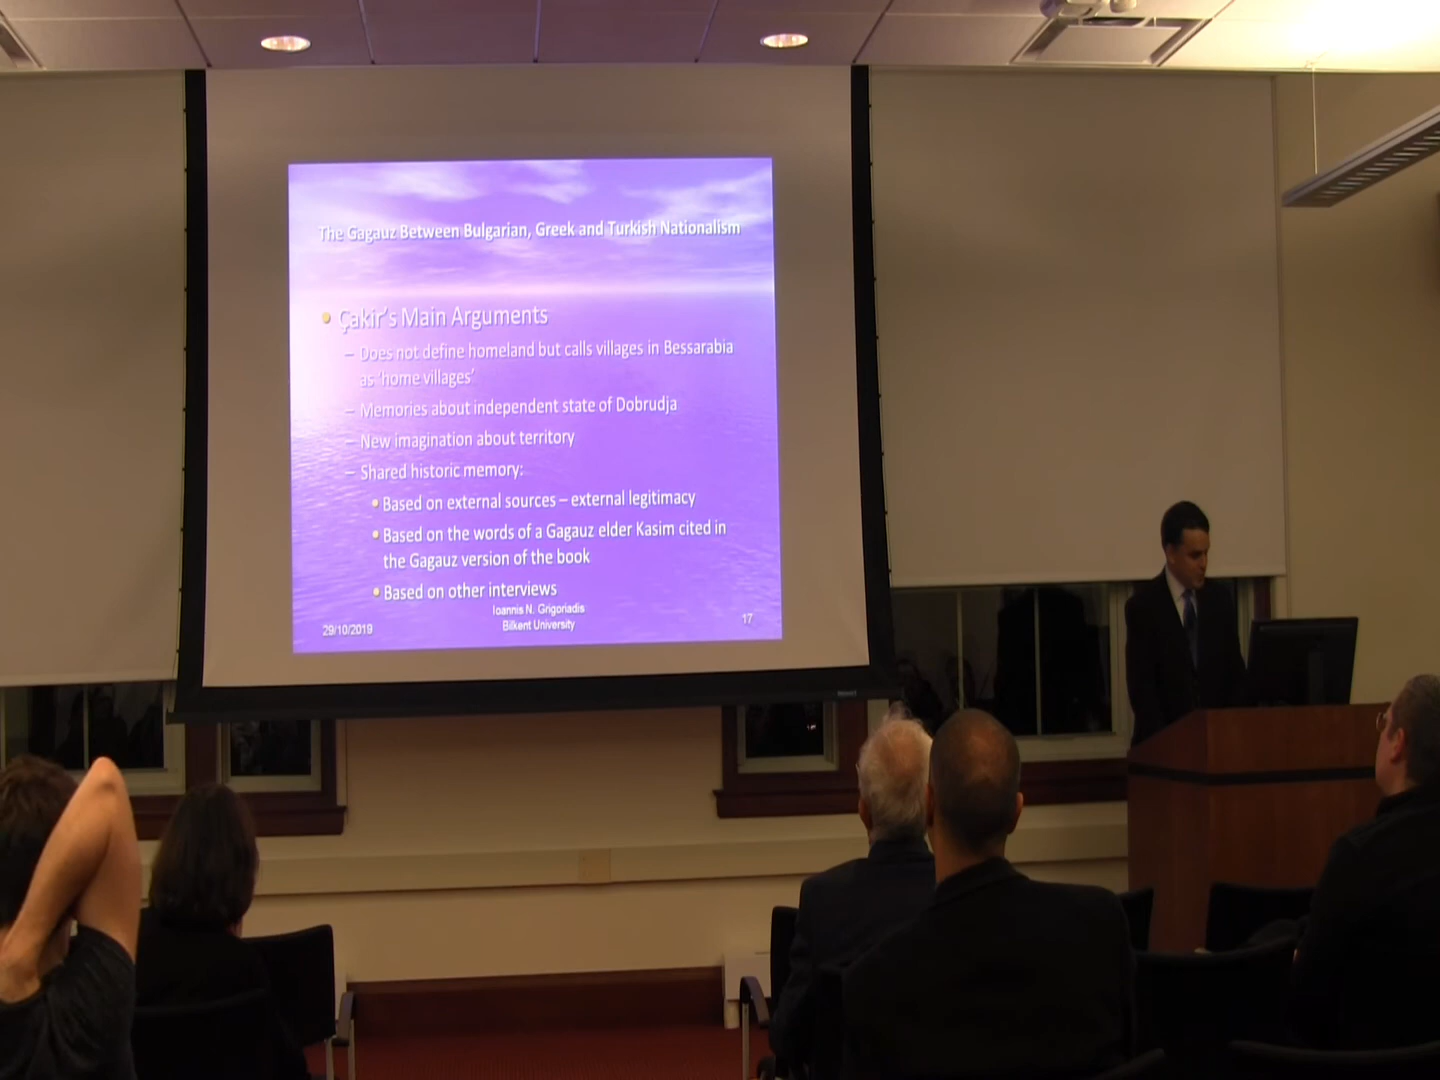 The Gagauz Between Bulgarian, Greek and Turkish Nationalism
• Çakir's Main Arguments
– Does not define homeland but calls villages in Bessarabia
as 'home villages'
– Memories about independent state of Dobrudja
– New imagination about territory
– Shared historic memory:
• Based on external sources – external legitimacy
• Based on the words of a Gagauz elder Kasim cited in
the Gagauz version of the book
• Based on other interviews
29/10/2019
Ioannis N. Grigoriadis
Bilkent University
17